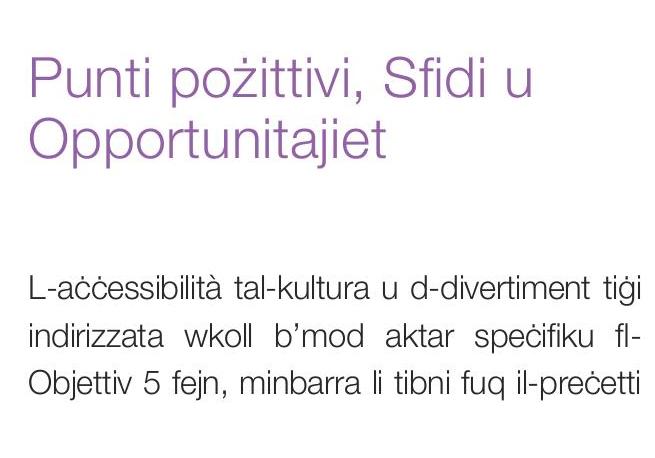 Punti pożittivi, Sfidi u
Opportunitajiet
L-aċċessibilità tal-kultura u d-divertiment tiġi
indirizzata wkoll b’mod aktar speċifiku fl-
Objettiv 5 fejn, minbarra li tibni fuq il-preċetti